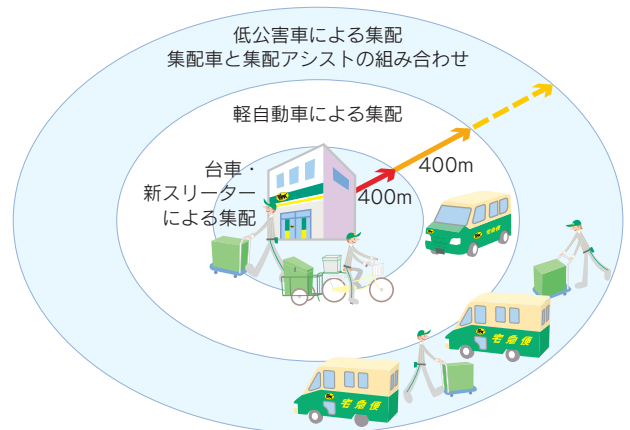 低公害車による集配
集配車と集配アシストの組み合わせ
軽自動車による集配
台車・
新スリーター
による集配
400m
400m
宅急便
宅急便
宅急便